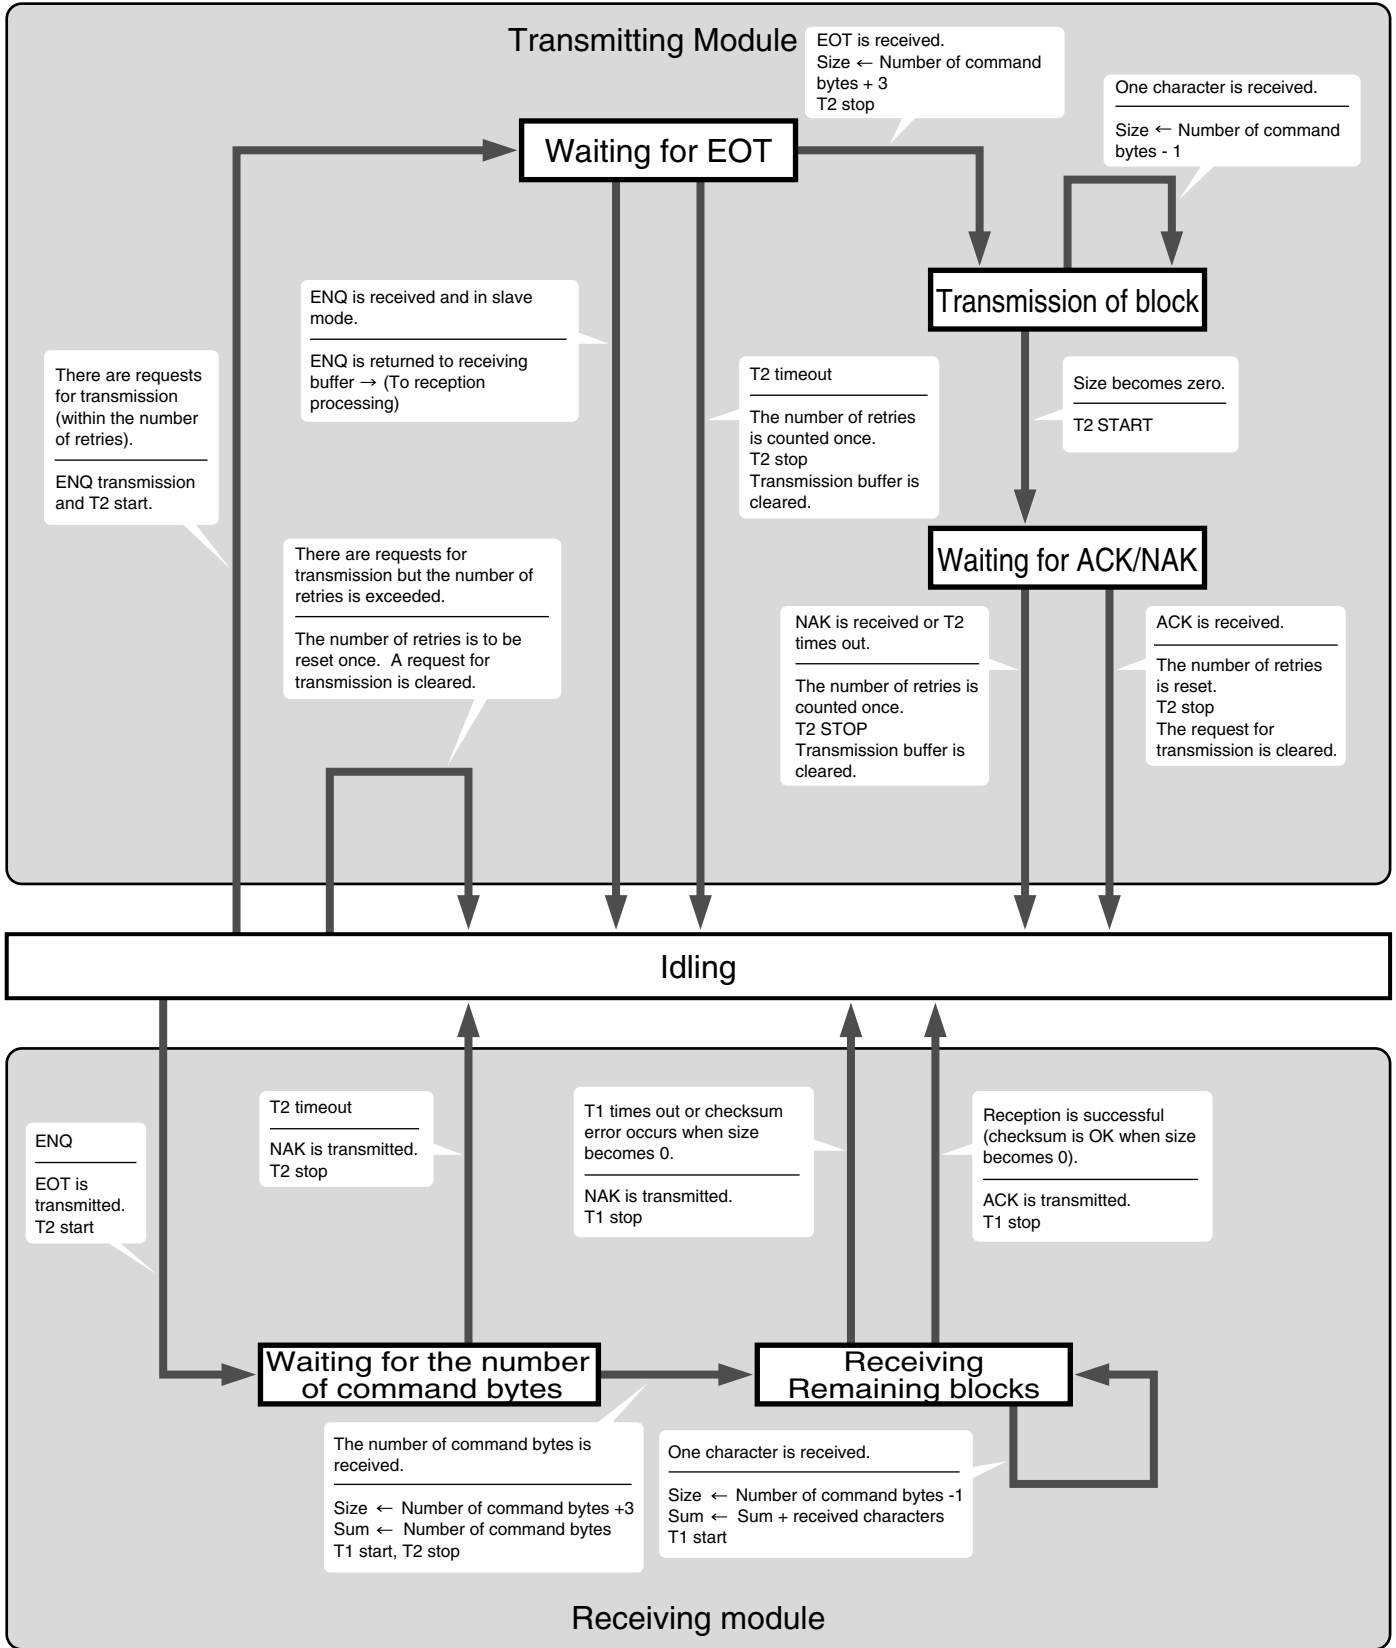 Transmitting Module
EOT is received.
Size ← Number of command
bytes + 3
T2 stop
One character is received.
Size ← Number of command
bytes - 1
Waiting for EOT
Transmission of block
ENQ is received and in slave
mode.
ENQ is returned to receiving
buffer → (To reception
processing)
There are requests
for transmission
(within the number
of retries).
ENQ transmission
and T2 start.
T2 timeout
The number of retries
is counted once.
T2 stop
Transmission buffer is
cleared.
Size becomes zero.
T2 START
Waiting for ACK/NAK
There are requests for
transmission but the number of
retries is exceeded.
The number of retries is to be
reset once.  A request for
transmission is cleared.
NAK is received or T2
times out.
The number of retries is
counted once.
T2 STOP
Transmission buffer is
cleared.
ACK is received.
The number of retries
is reset.
T2 stop
The request for
transmission is cleared.
Idling
ENQ
EOT is
transmitted.
T2 start
T2 timeout
NAK is transmitted.
T2 stop
T1 times out or checksum
error occurs when size
becomes 0.
NAK is transmitted.
T1 stop
Reception is successful
(checksum is OK when size
becomes 0).
ACK is transmitted.
T1 stop
Waiting for the number
of command bytes
Receiving
Remaining blocks
The number of command bytes is
received.
Size ← Number of command bytes +3
Sum ← Number of command bytes
T1 start, T2 stop
One character is received.
Size ← Number of command bytes -1
Sum ← Sum + received characters
T1 start
Receiving module